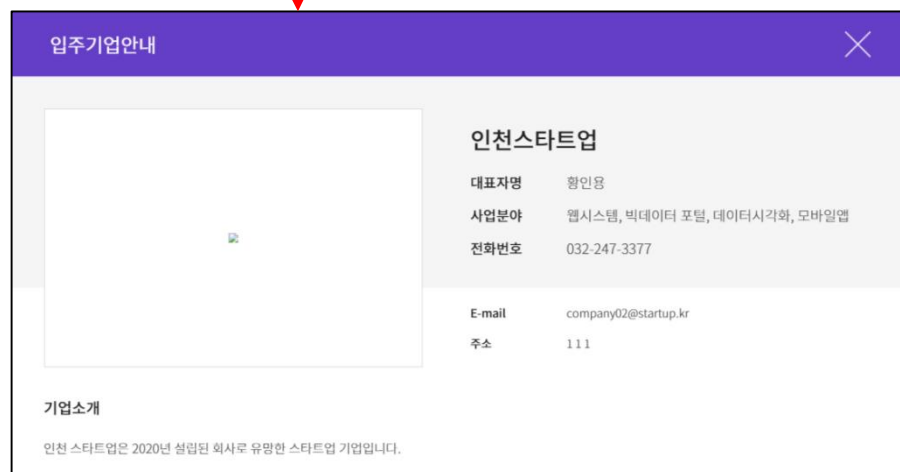 입주기업안내
인천스타트업
대표자명 황인용
사업분야 웹시스템, 빅데이터 포털, 데이터시각화, 모바일앱
전화번호 032-247-3377
E-mail company02@startup.kr
주소 1 1 1
기업소개
인천 스타트업은 2020년 설립된 회사로 유망한 스타트업 기업입니다.